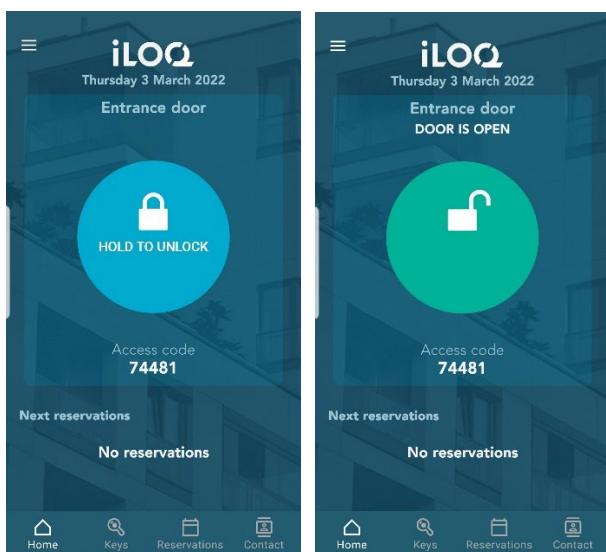 iLOQ
Thursday 3 March 2022
Entrance door
HOLD TO UNLOCK
Access code
74481
Next reservations
No reservations
Home Keys Reservations Contact
iLOQ
Thursday 3 March 2022
Entrance door
DOOR IS OPEN
Access code
74481
Next reservations
No reservations
Home Keys Reservations Contact